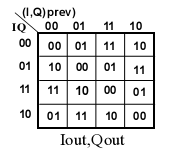 (I,Q)prev)
IQ 00 01 11 10
00 00 01 11 10
01 10 00 01 11
11 11 10 00 01
10 01 11 10 00
Iout,Qout